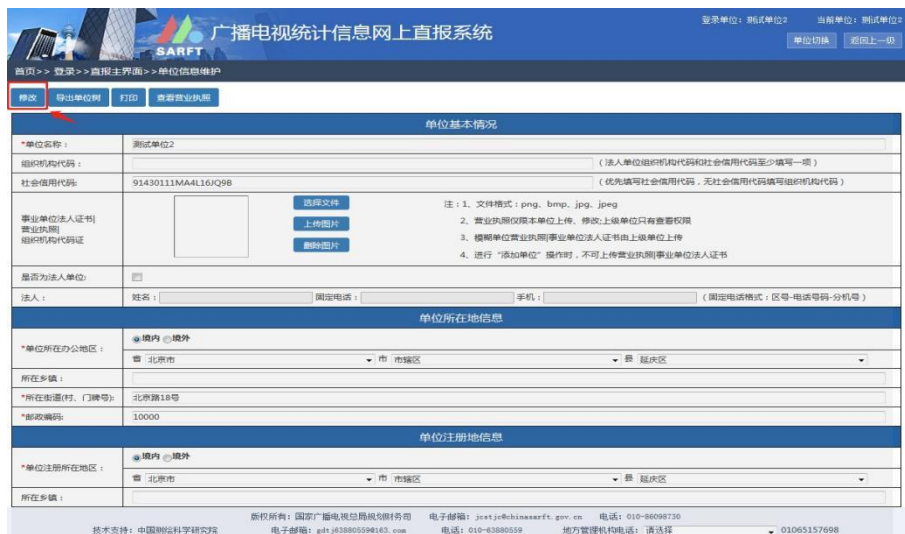 登录单位：测试单位2 当前单位：测试单位2
SARFT
广播电视统计信息网上直报系统
单位切换 返回上一级
首页>> 登录>>直报主界面>>单位信息维护
修改 导出单位树 打印 查看营业执照
单位基本情况
*单位名称： 测试单位2
组织机构代码： (法人单位组织机构代码和社会信用代码至少填写一项)
社会信用代码: 91430111MA4L16JQ9B (优先填写社会信用代码，无社会信用代码填写组织机构代码)
事业单位法人证书|
营业执照|
组织机构代码证
选择文件
上传图片
删除图片
注：1、文件格式：png、bmp、jpg、jpeg
2、营业执照仅限本单位上传、修改;上级单位只有查看权限
3、模糊单位营业执照|事业单位法人证书由上级单位上传
4、进行“添加单位”操作时，不可上传营业执照|事业单位法人证书
是否为法人单位:
法人： 姓名： 固定电话： 手机： (固定电话格式：区号-电话号码-分机号)
单位所在地信息
*单位所在办公地区： 境内 境外
省 北京市 市 市辖区 县 延庆区
所在乡镇：
*所在街道(村、门牌号): 北京路18号
*邮政编码: 10000
单位注册地信息
*单位注册所在地区： 境内 境外
省 北京市 市 市辖区 县 延庆区
所在乡镇：
版权所有：国家广播电视总局规划财务司 电子邮箱：jcstjc@chinasarft.gov.cn 电话：010-86098730
技术支持：中国测绘科学研究院 电子邮箱：gdtj63880559@163.com 电话：010-63880559 地方管理机构电话：请选择 01065157698